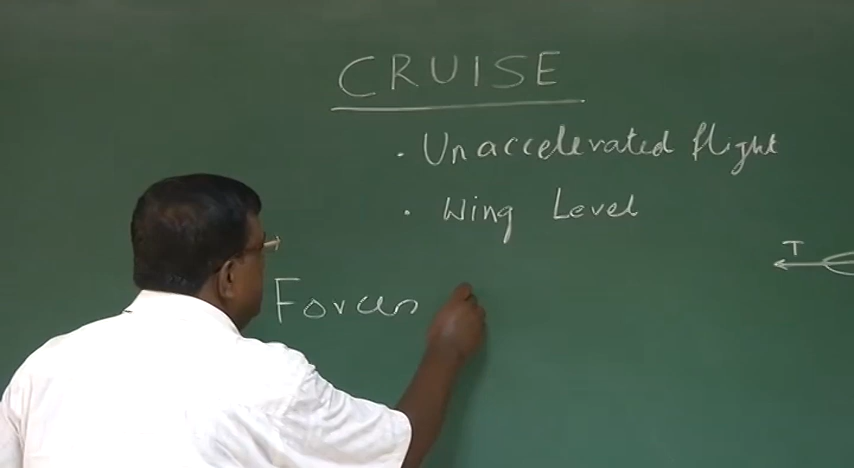 CRUISE
. Unaccelerated flight
. Wing Level
T
Forces